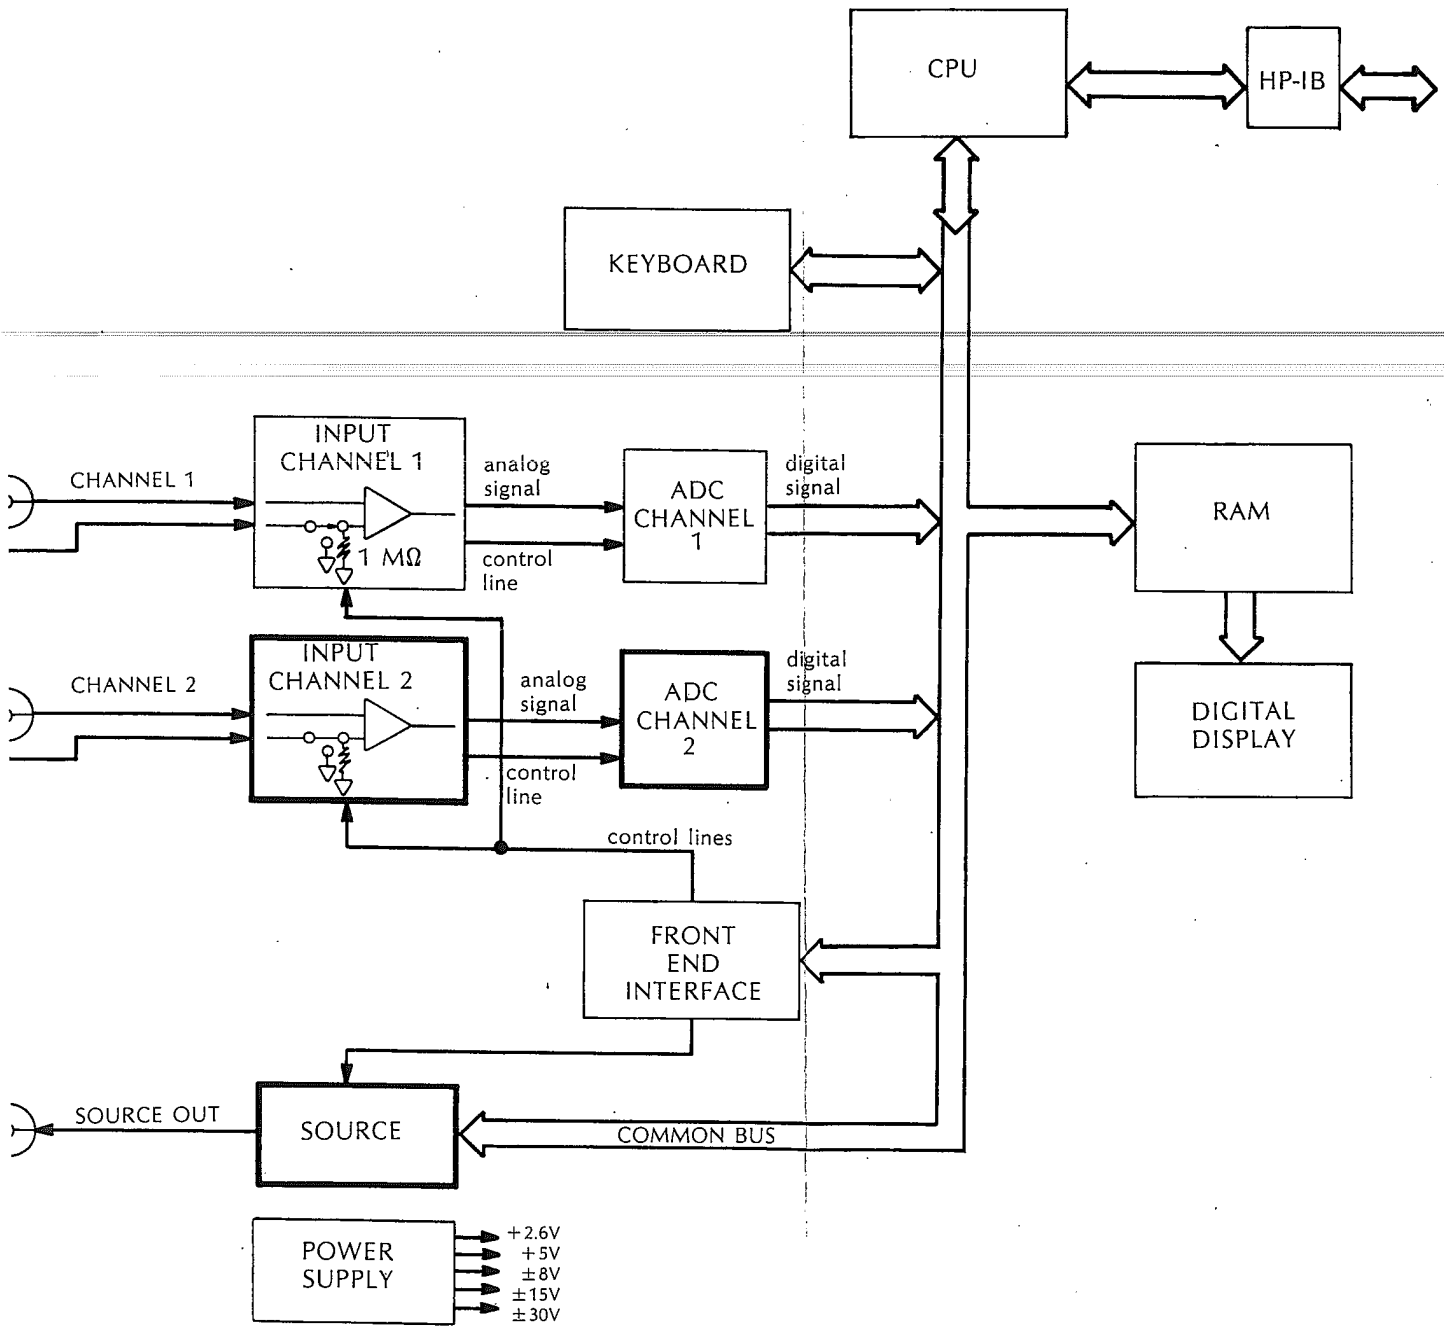 CPU
HP-IB
KEYBOARD
INPUT
CHANNEL 1
CHANNEL 1
1 MΩ
analog
signal
control
line
ADC
CHANNEL
1
digital
signal
RAM
INPUT
CHANNEL 2
CHANNEL 2
analog
signal
control
line
ADC
CHANNEL
2
digital
signal
DIGITAL
DISPLAY
control lines
FRONT
END
INTERFACE
SOURCE OUT
SOURCE
COMMON BUS
POWER
SUPPLY
+2.6V
+5V
±8V
±15V
±30V